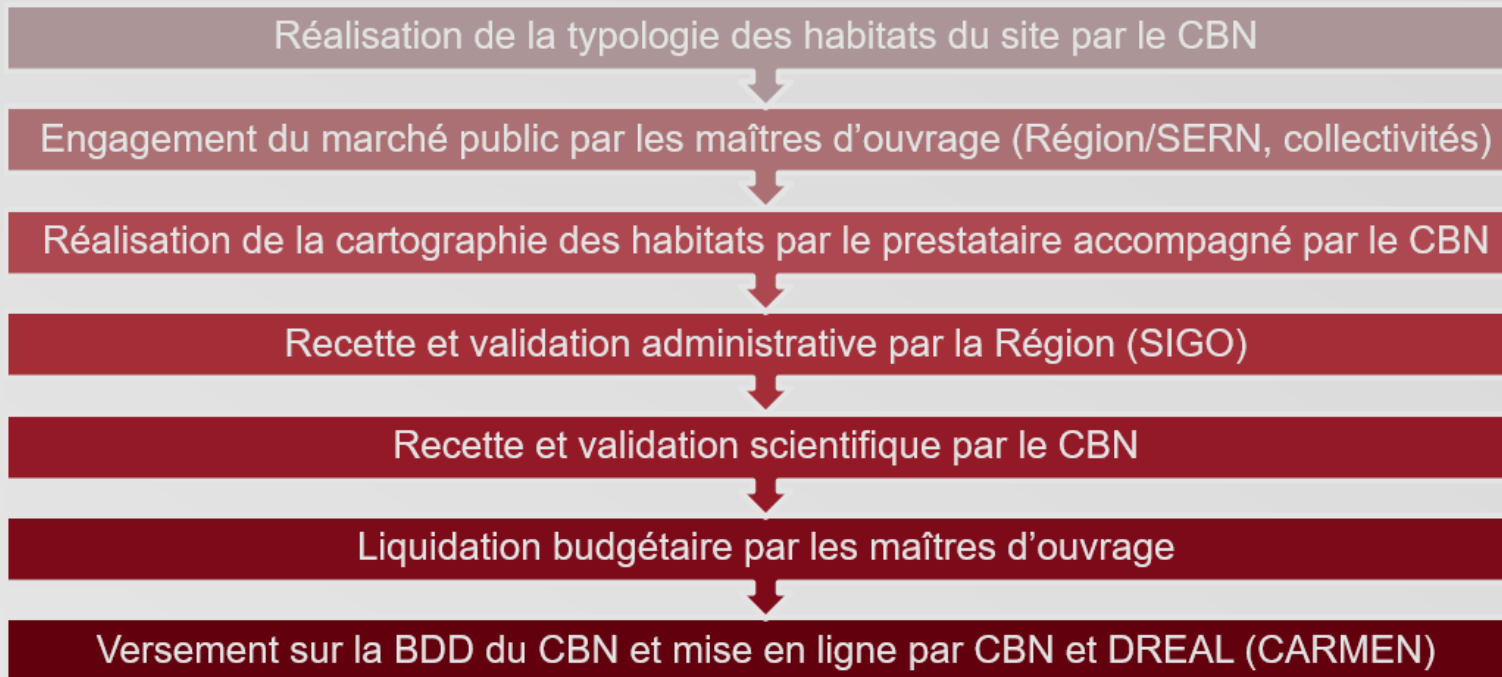 Réalisation de la typologie des habitats du site par le CBN
Engagement du marché public par les maîtres d’ouvrage (Région/SERN, collectivités)
Réalisation de la cartographie des habitats par le prestataire accompagné par le CBN
Recette et validation administrative par la Région (SIGO)
Recette et validation scientifique par le CBN
Liquidation budgétaire par les maîtres d’ouvrage
Versement sur la BDD du CBN et mise en ligne par CBN et DREAL (CARMEN)